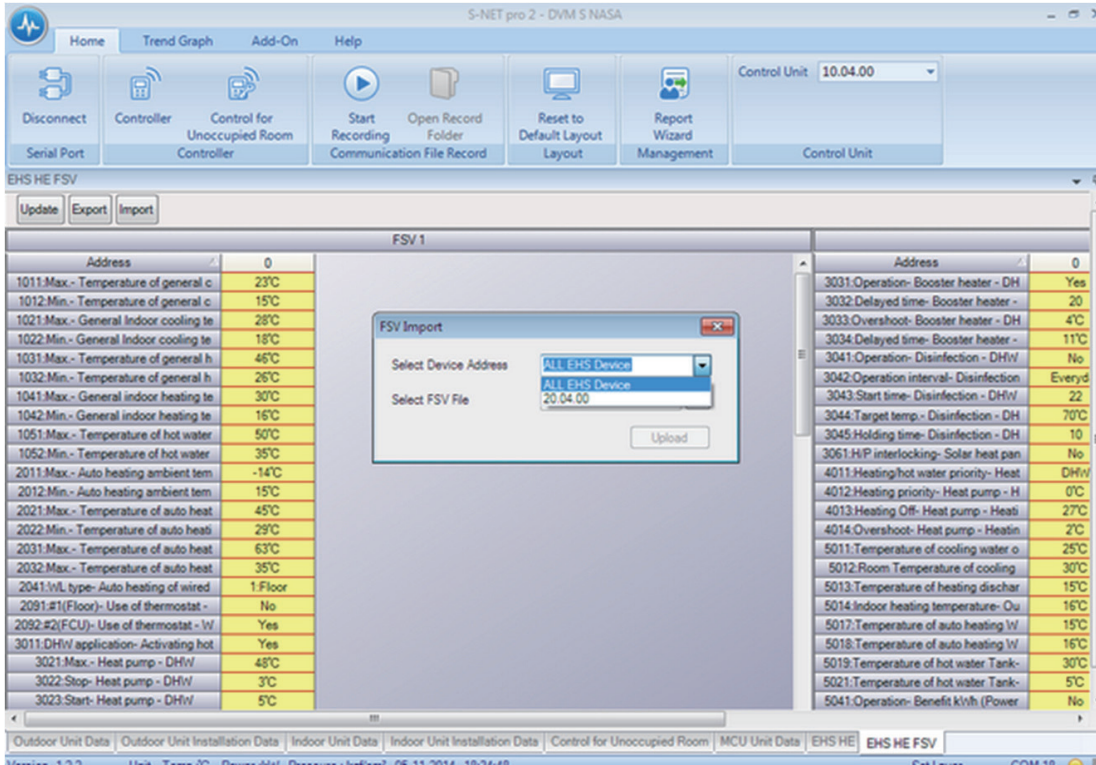 S-NET pro 2 - DVM S NASA
Home Trend Graph Add-On Help
Control Unit 10.04.00
Disconnect Controller Control for Unoccupied Room Start Recording Open Record Folder Reset to Default Layout Report Wizard
Serial Port Controller Communication File Record Layout Management Control Unit
EHS HE FSV
Update Export Import
FSV 1
Address 0
1011:Max.- Temperature of general c 23℃
1012:Min.- Temperature of general c 15℃
1021:Max.- General Indoor cooling te 28℃
1022:Min.- General Indoor cooling te 18℃
1031:Max.- Temperature of general h 46℃
1032:Min.- Temperature of general h 26℃
1041:Max.- General indoor heating te 30℃
1042:Min.- General indoor heating te 16℃
1051:Max.- Temperature of hot water 50℃
1052:Min.- Temperature of hot water 35℃
2011:Max.- Auto heating ambient tem -14℃
2012:Min.- Auto heating ambient tem 15℃
2021:Max.- Temperature of auto heat 45℃
2022:Min.- Temperature of auto heati 29℃
2031:Max.- Temperature of auto heat 63℃
2032:Max.- Temperature of auto heat 35℃
2041:WL type- Auto heating of wired 1:Floor
2091:#1(Floor)- Use of thermostat - No
2092:#2(FCU)- Use of thermostat - W Yes
3011:DHW application- Activating hot Yes
3021:Max.- Heat pump - DHW 48℃
3022:Stop- Heat pump - DHW 3℃
3023:Start- Heat pump - DHW 5℃
FSV Import
Select Device Address ALL EHS Device
ALL EHS Device
20.04.00
Select FSV File
Upload
Address 0
3031:Operation- Booster heater - DH Yes
3032:Delayed time- Booster heater - 20
3033:Overshoot- Booster heater - DH 4℃
3034:Delayed time- Booster heater - 11℃
3041:Operation- Disinfection - DHW No
3042:Operation interval- Disinfection Everyd
3043:Start time- Disinfection - DHW 22
3044:Target temp.- Disinfection - DH 70℃
3045:Holding time- Disinfection - DH 10
3061:H/P interlocking- Solar heat pan No
4011:Heating/hot water priority- Heat DHW
4012:Heating priority- Heat pump - H 0℃
4013:Heating Off- Heat pump - Heati 27℃
4014:Overshoot- Heat pump - Heatin 2℃
5011:Temperature of cooling water o 25℃
5012:Room Temperature of cooling 30℃
5013:Temperature of heating dischar 15℃
5014:Indoor heating temperature- Ou 16℃
5017:Temperature of auto heating W 15℃
5018:Temperature of auto heating W 16℃
5019:Temperature of hot water Tank- 30℃
5021:Temperature of hot water Tank- 5℃
5041:Operation- Benefit kWh (Power No
Outdoor Unit Data Outdoor Unit Installation Data Indoor Unit Data Indoor Unit Installation Data Control for Unoccupied Room MCU Unit Data EHS HE EHS HE FSV